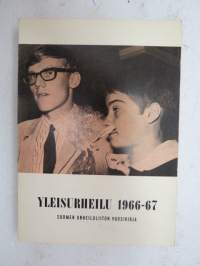 YLEISURHEILU 1966-67
SUOMEN URHEILULIITON VUOSIKIRJA